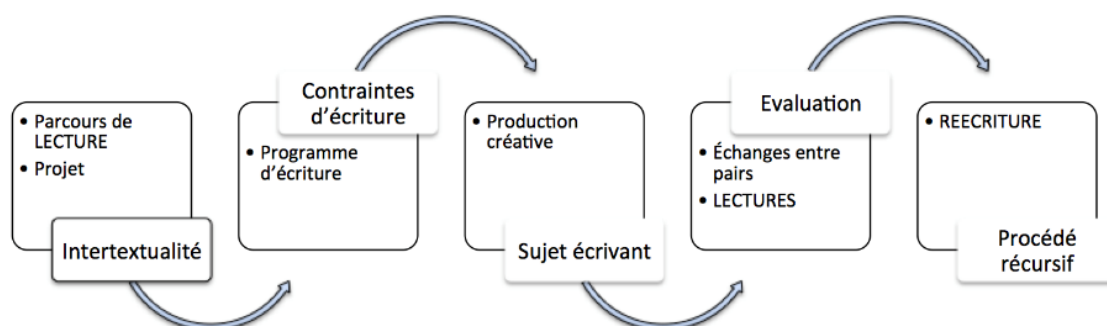 • Parcours de
LECTURE
• Projet
Intertextualité
Contraintes
d'écriture
• Programme
d'écriture
• Production
créative
Sujet écrivant
Evaluation
• Échanges entre
pairs
• LECTURES
• REECRITURE
Procédé
récursif